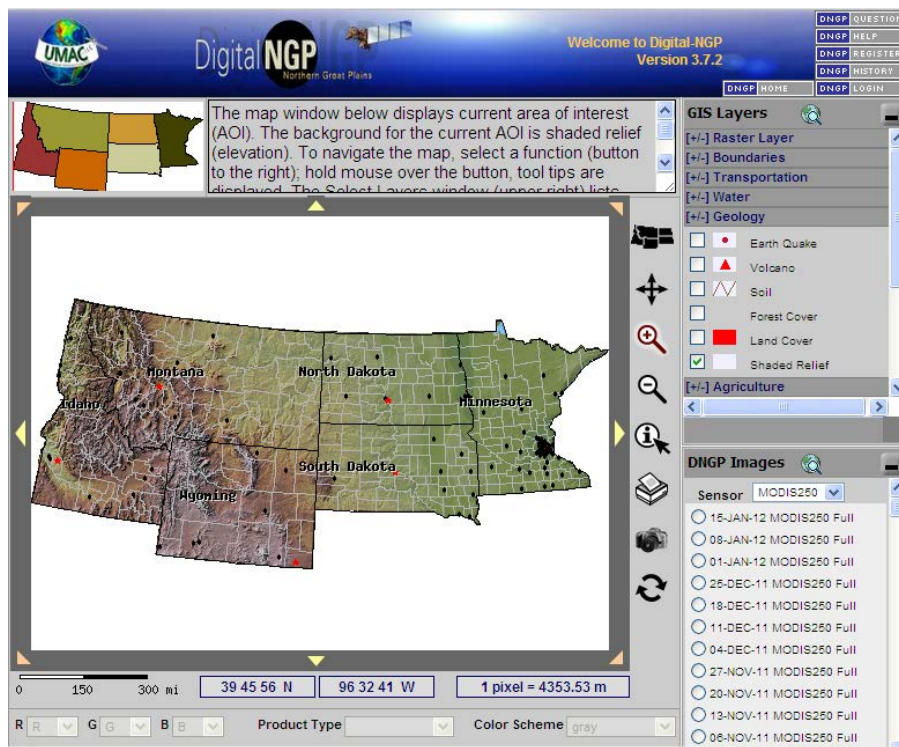 UMAC
Digital NGP
Northern Great Plains
Welcome to Digital-NGP
Version 3.7.2
DNGP QUESTION
DNGP HELP
DNGP REGISTER
DNGP HISTORY
DNGP HOME
DNGP LOGIN
The map window below displays current area of interest
(AOI). The background for the current AOI is shaded relief
(elevation). To navigate the map, select a function (button
to the right); hold mouse over the button, tool tips are
displayed. The Select Layers window (upper right) lists
GIS Layers
[+/-] Raster Layer
[+/-] Boundaries
[+/-] Transportation
[+/-] Water
[+/-] Geology
Earth Quake
Volcano
Soil
Forest Cover
Land Cover
Shaded Relief
[+/-] Agriculture
Montana
North Dakota
Idaho
Minnesota
South Dakota
Wyoming
DNGP Images
Sensor MODIS250
15-JAN-12 MODIS250 Full
08-JAN-12 MODIS250 Full
01-JAN-12 MODIS250 Full
25-DEC-11 MODIS250 Full
18-DEC-11 MODIS250 Full
11-DEC-11 MODIS250 Full
04-DEC-11 MODIS250 Full
27-NOV-11 MODIS250 Full
20-NOV-11 MODIS250 Full
13-NOV-11 MODIS250 Full
06-NOV-11 MODIS250 Full
0 150 300 mi
39 45 56 N
96 32 41 W
1 pixel = 4353.53 m
R R G G B B Product Type Color Scheme gray